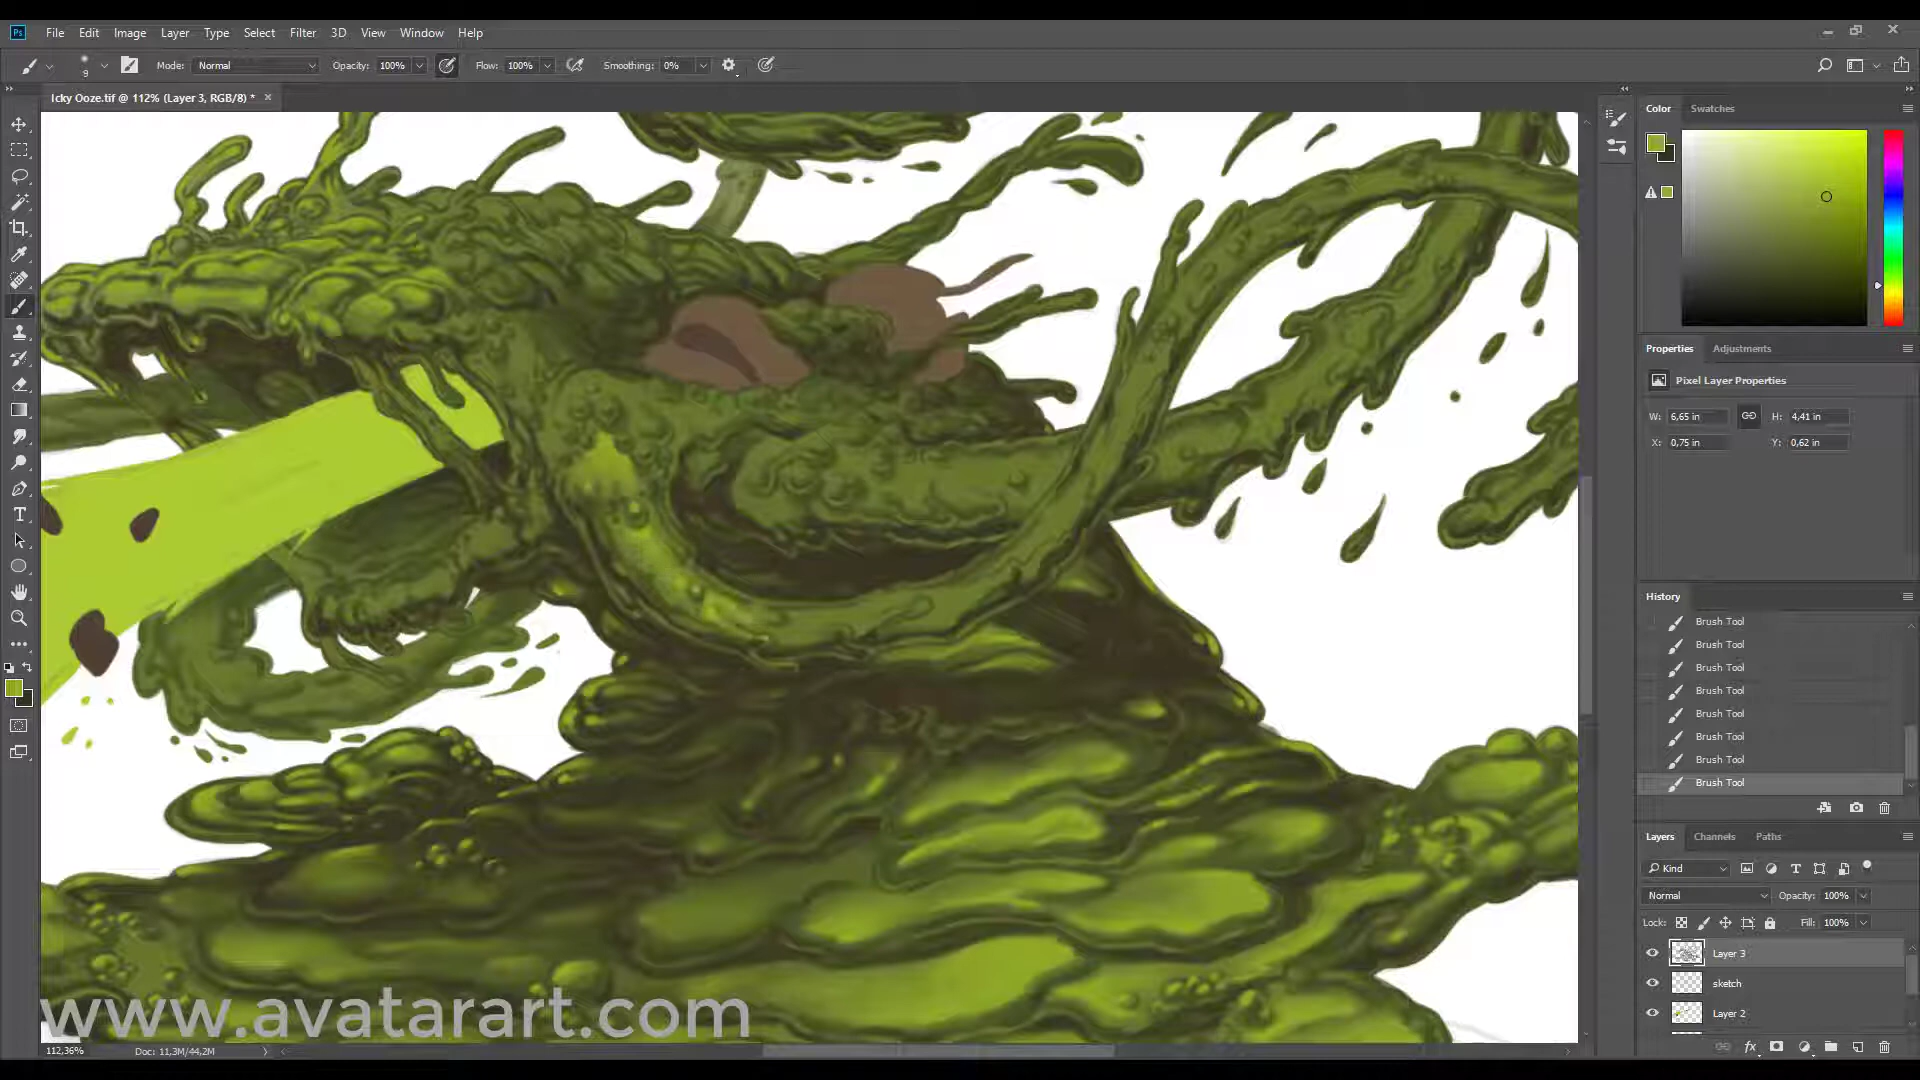 Ps File Edit Image Layer Type Select Filter 3D View Window Help
9 Mode: Normal Opacity: 100% Flow: 100% Smoothing: 0%
Icky Ooze.tif @ 112% (Layer 3, RGB/8) *
Color Swatches
Properties Adjustments
Pixel Layer Properties
W: 6,65 in H: 4,41 in
X: 0,75 in Y: 0,62 in
History
Brush Tool
Brush Tool
Brush Tool
Brush Tool
Brush Tool
Brush Tool
Brush Tool
Brush Tool
Layers Channels Paths
Kind
Normal Opacity: 100%
Lock: Fill: 100%
Layer 3
sketch
Layer 2
www.avatarart.com
112,36% Doc: 11,3M/44,2M